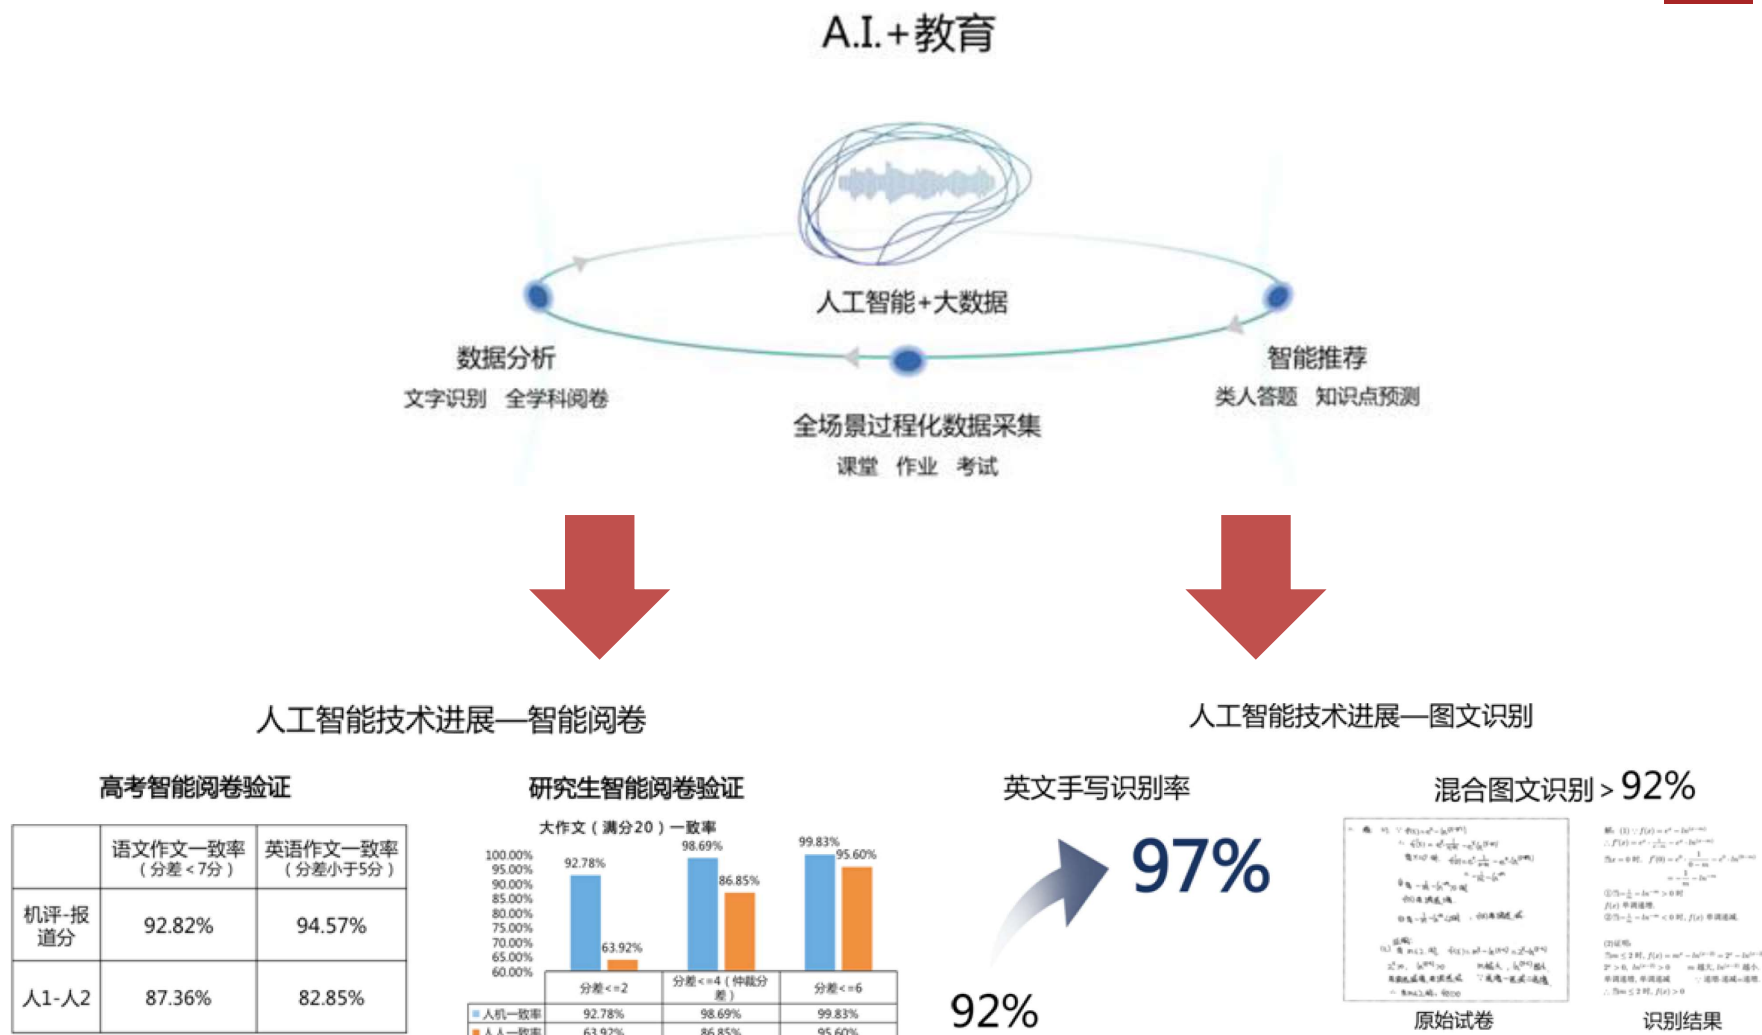 A.I.+教育
人工智能+大数据
数据分析
文字识别 全学科阅卷
智能推荐
类人答题 知识点预测
全场景过程化数据采集
课堂 作业 考试
人工智能技术进展—智能阅卷
高考智能阅卷验证
语文作文一致率
（分差<7分）
英语作文一致率
（分差小于5分）
机评-报道分
92.82%
94.57%
人1-人2
87.36%
82.85%
研究生智能阅卷验证
大作文（满分20）一致率
100.00%
95.00%
90.00%
85.00%
80.00%
75.00%
70.00%
65.00%
60.00%
92.78%
63.92%
98.69%
86.85%
99.83%
95.60%
分差<=2
分差<=4（仲裁分差）
分差<=6
人机一致率 92.78% 98.69% 99.83%
人人一致率 63.92% 86.85% 95.60%
人工智能技术进展—图文识别
英文手写识别率
97%
92%
混合图文识别＞92%
原始试卷
识别结果